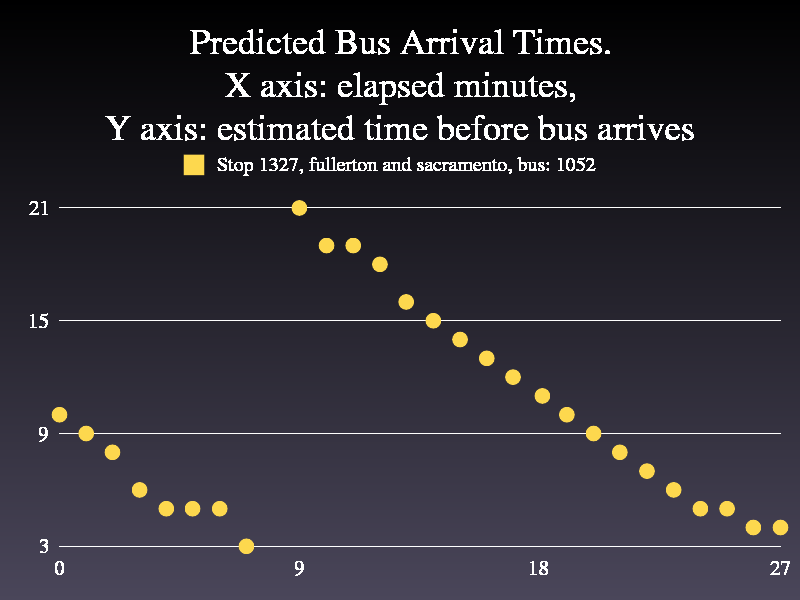 Predicted Bus Arrival Times.
X axis: elapsed minutes,
Y axis: estimated time before bus arrives
Stop 1327, fullerton and sacramento, bus: 1052
21
15
9
3
0 9 18 27